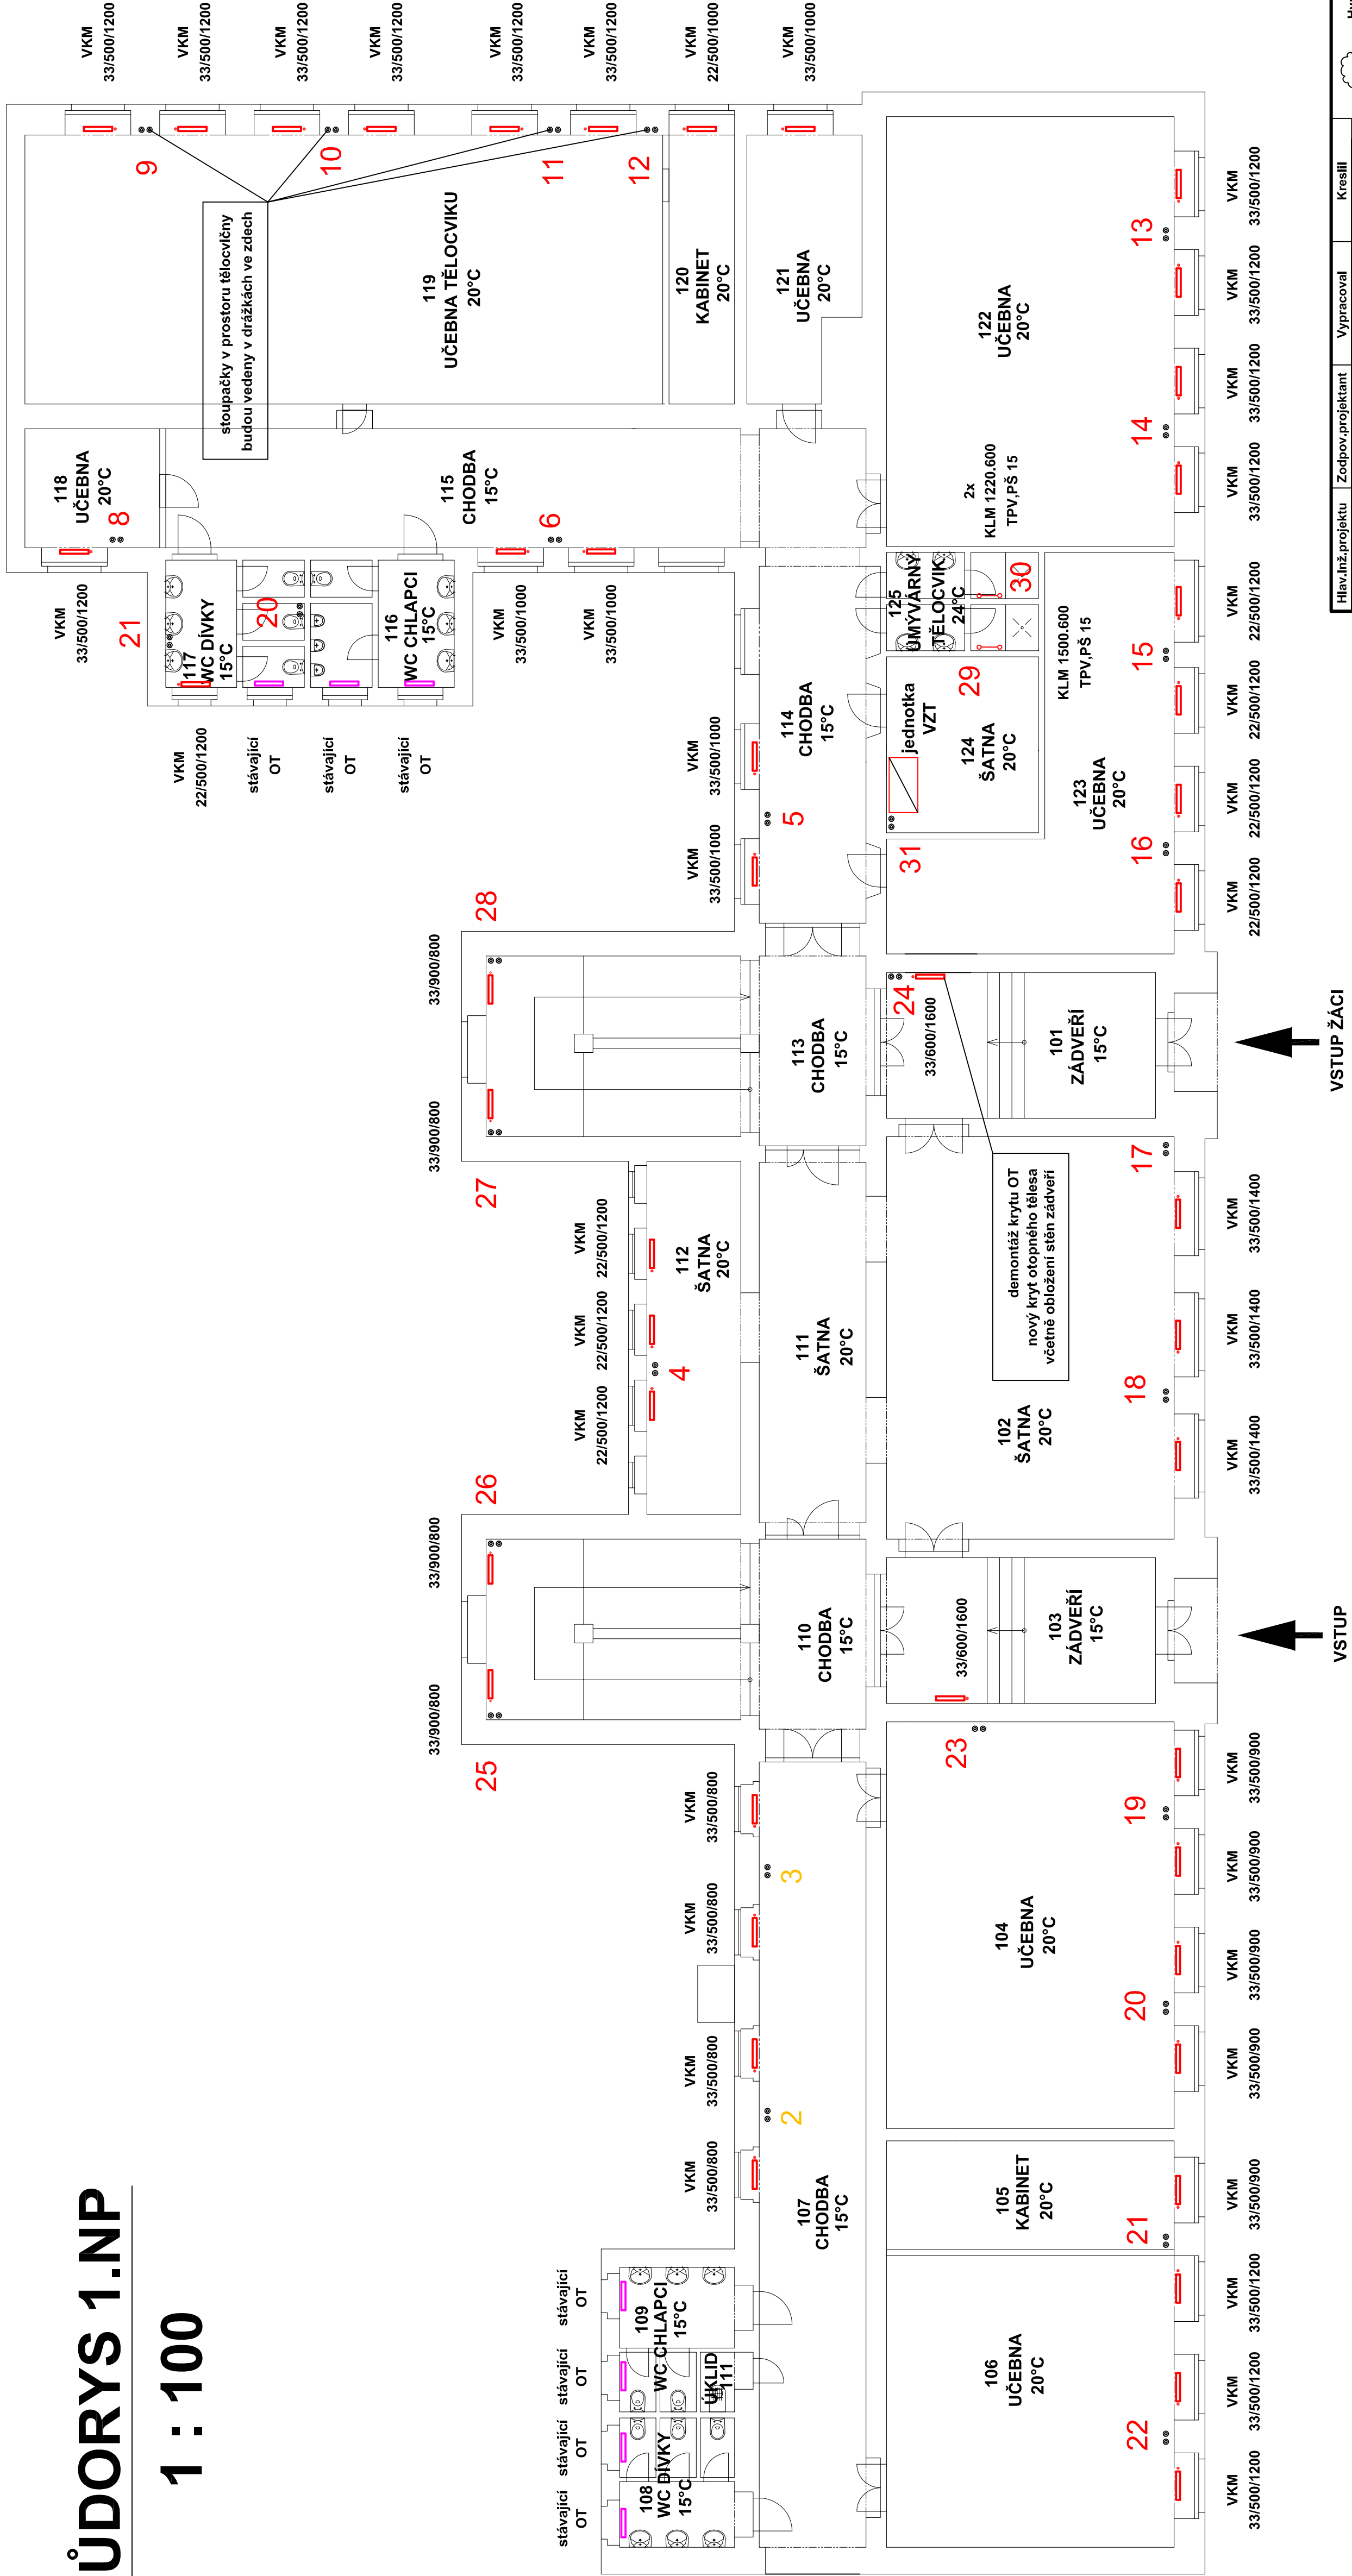 ŮDORYS 1.NP
1 : 100
VKM
33/500/1200
VKM
33/500/1200
VKM
33/500/1200
VKM
33/500/1200
VKM
33/500/1200
VKM
33/500/1200
VKM
22/500/1000
VKM
33/500/1000
9
10
11
12
stoupačky v prostoru tělocvičny
budou vedeny v drážkách ve zdech
119
UČEBNA TĚLOCVIKU
20°C
120
KABINET
20°C
121
UČEBNA
20°C
118
UČEBNA
20°C
8
115
CHODBA
15°C
6
VKM
33/500/1200
21
117
WC DÍVKY
15°C
20
116
WC CHLAPCI
15°C
VKM
33/500/1000
VKM
33/500/1000
VKM
22/500/1200
stávající
OT
stávající
OT
stávající
OT
VKM
33/500/1000
VKM
33/500/1000
114
CHODBA
15°C
5
28
33/900/800
33/900/800
27
113
CHODBA
15°C
VKM
22/500/1200
VKM
22/500/1200
VKM
22/500/1200
112
ŠATNA
20°C
4
111
ŠATNA
20°C
26
33/900/800
33/900/800
25
110
CHODBA
15°C
VKM
33/500/800
VKM
33/500/800
VKM
33/500/800
VKM
33/500/800
3
2
107
CHODBA
15°C
stávající
OT
stávající
OT
stávající
OT
stávající
OT
109
WC CHLAPCI
15°C
ÚKLID
111
108
WC DÍVKY
15°C
106
UČEBNA
20°C
22
105
KABINET
20°C
21
104
UČEBNA
20°C
20
19
23
33/600/1600
103
ZÁDVEŘÍ
15°C
102
ŠATNA
20°C
18
17
demontáž krytu OT
nový kryt otopného tělesa
včetně obložení stěn zádveří
24
33/600/1600
101
ZÁDVEŘÍ
15°C
31
jednotka
VZT
124
ŠATNA
20°C
29
123
UČEBNA
20°C
16
15
KLM 1500.600
TPV,PŠ 15
125
UMÝVÁRNÝ
TĚLOCVIK
24°C
30
2x
KLM 1220.600
TPV,PŠ 15
122
UČEBNA
20°C
14
13
VKM
33/500/1200
VKM
33/500/1200
VKM
33/500/1200
VKM
33/500/900
VKM
33/500/900
VKM
33/500/900
VKM
33/500/900
VKM
33/500/900
VKM
33/500/1400
VKM
33/500/1400
VKM
33/500/1400
VKM
22/500/1200
VKM
22/500/1200
VKM
22/500/1200
VKM
22/500/1200
VKM
33/500/1200
VKM
33/500/1200
VKM
33/500/1200
VKM
33/500/1200
VSTUP
VSTUP ŽÁCI
Hlav.Inž.projektu
Zodpov.projektant
Vypracoval
Kreslil